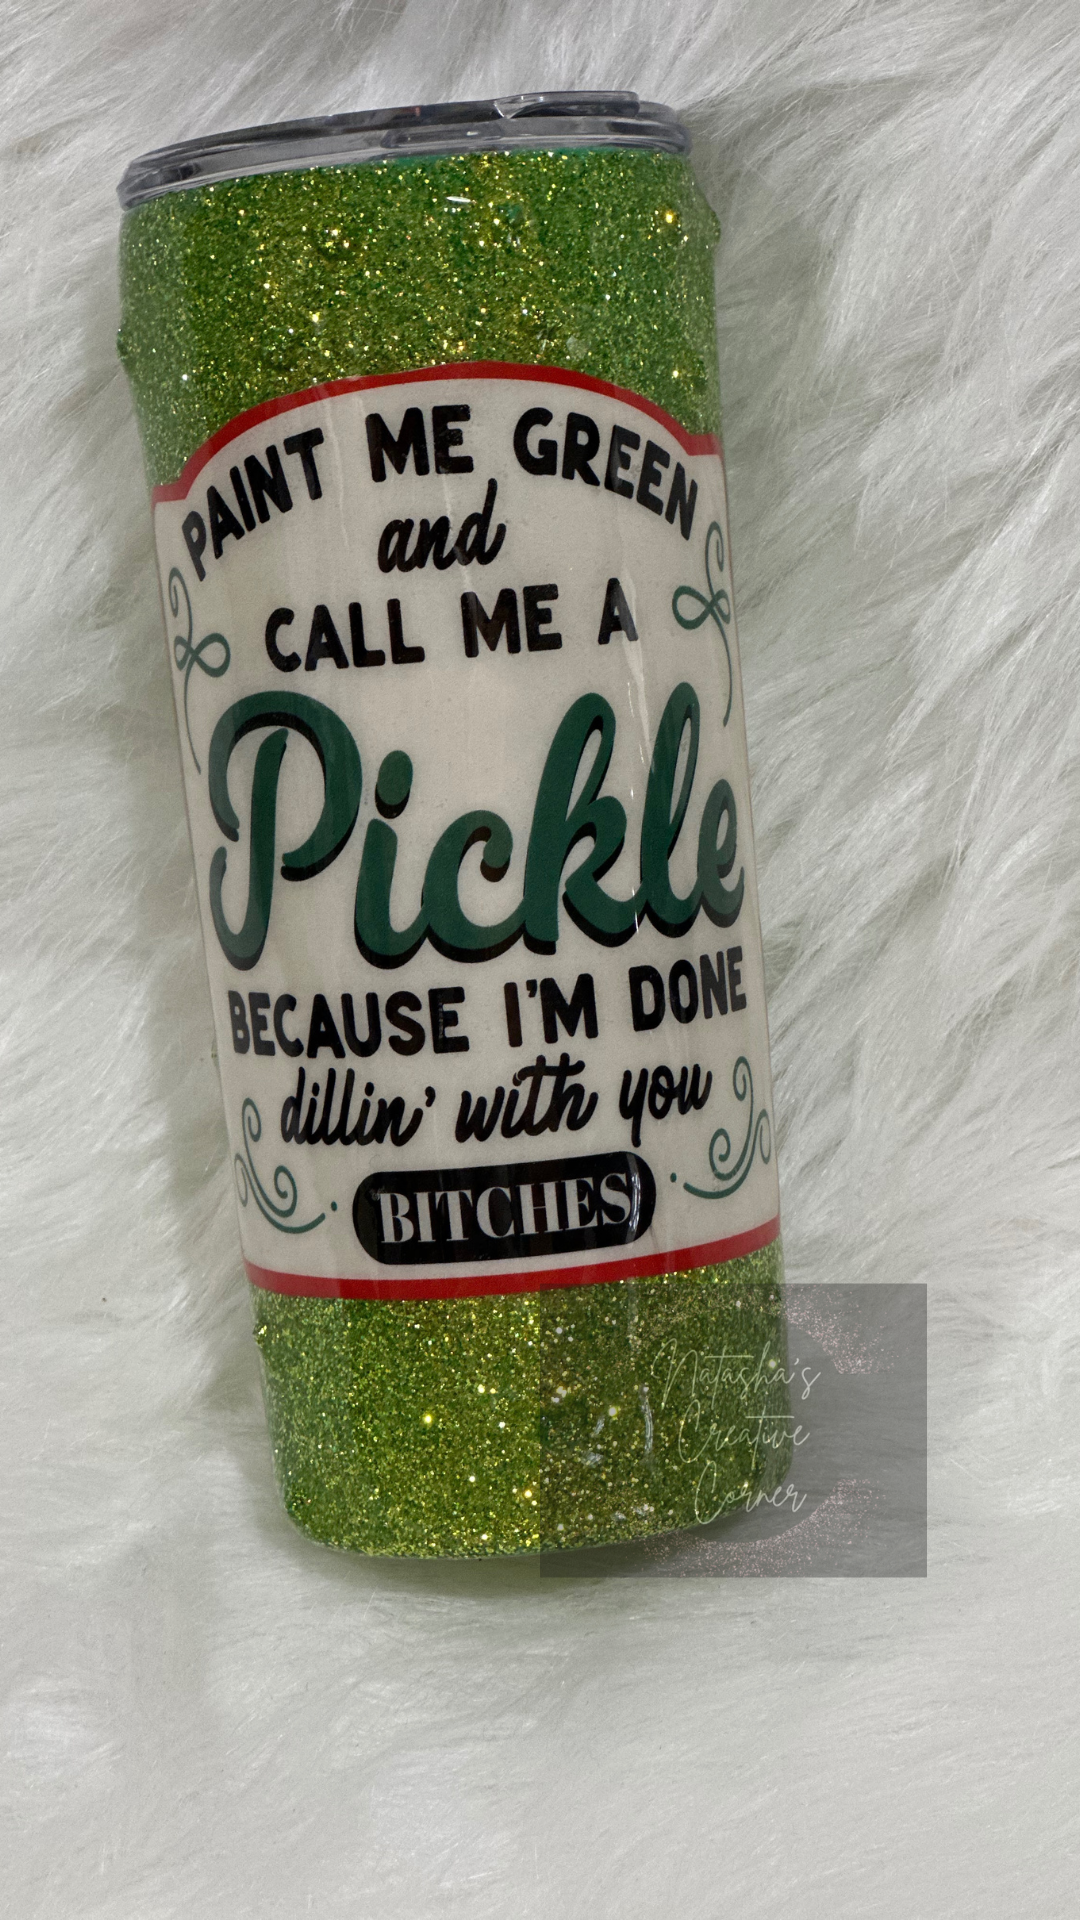 PAINT ME GREEN
and
CALL ME A
Pickle
BECAUSE I'M DONE
dillin' with you
BITCHES
Natasha's
Creative
Corner